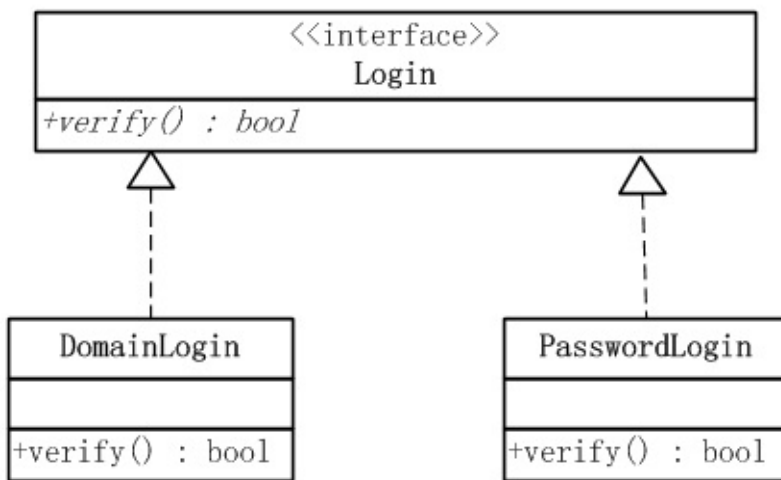 <<interface>>
Login
+verify() : bool
DomainLogin
+verify() : bool
PasswordLogin
+verify() : bool